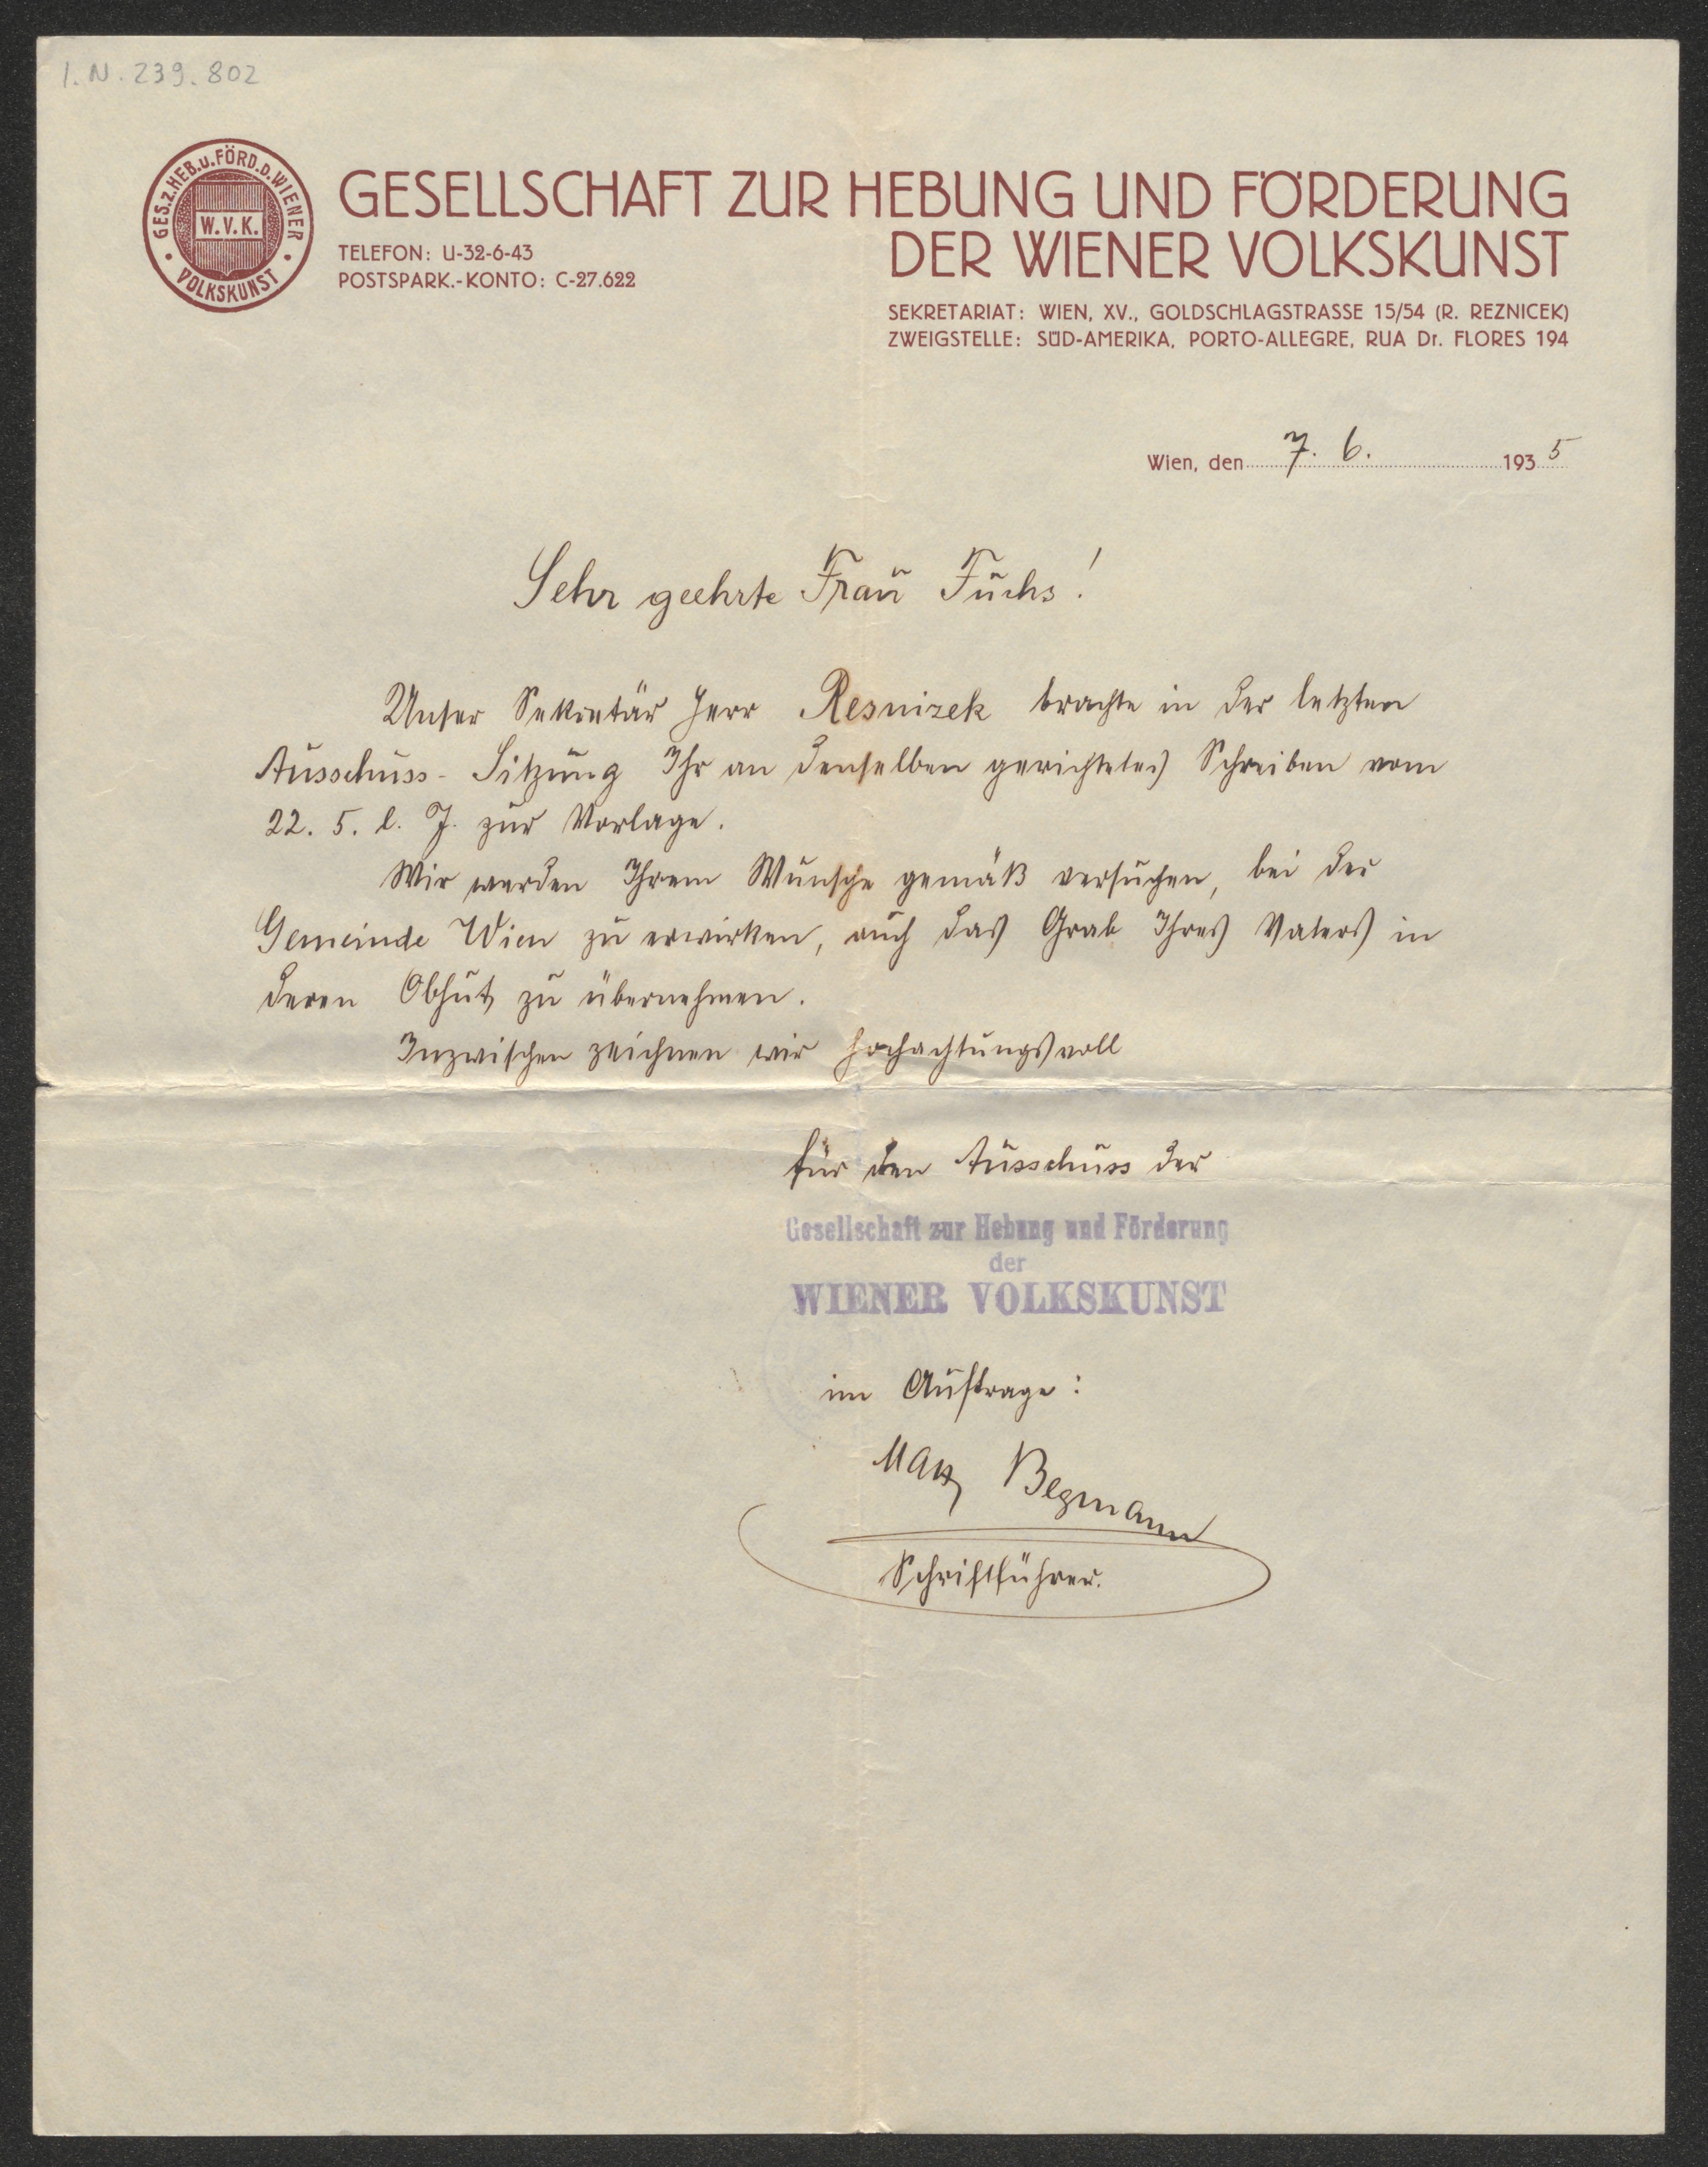 I.N. 239.802
GES.Z.HEB.u.FÖRD.D.WIENER
W.V.K.
VOLKSKUNST
GESELLSCHAFT ZUR HEBUNG UND FÖRDERUNG
DER WIENER VOLKSKUNST
TELEFON: U-32-6-43
POSTSPARK.-KONTO: C-27.622
SEKRETARIAT: WIEN, XV., GOLDSCHLAGSTRASSE 15/54 (R. REZNICEK)
ZWEIGSTELLE: SÜD-AMERIKA, PORTO-ALLEGRE, RUA Dr. FLORES 194
Wien, den 7. 6. 1935
Sehr geehrte Frau Fuchs!
Unser Sekretär Herr Resnizek brachte in der letzten
Ausschuss-Sitzung Ihr an denselben gerichtetes Schreiben vom
22. 5. l. J. zur Vorlage.
Wir werden Ihrem Wunsche gemäß versuchen, bei der
Gemeinde Wien zu erwirken, auch das Grab Ihres Vaters in
deren Obhut zu übernehmen.
Inzwischen zeichnen wir hochachtungsvoll
für den Ausschuss der
Gesellschaft zur Hebung und Förderung
der
WIENER VOLKSKUNST
im Auftrage:
Begmann
Schriftführer.